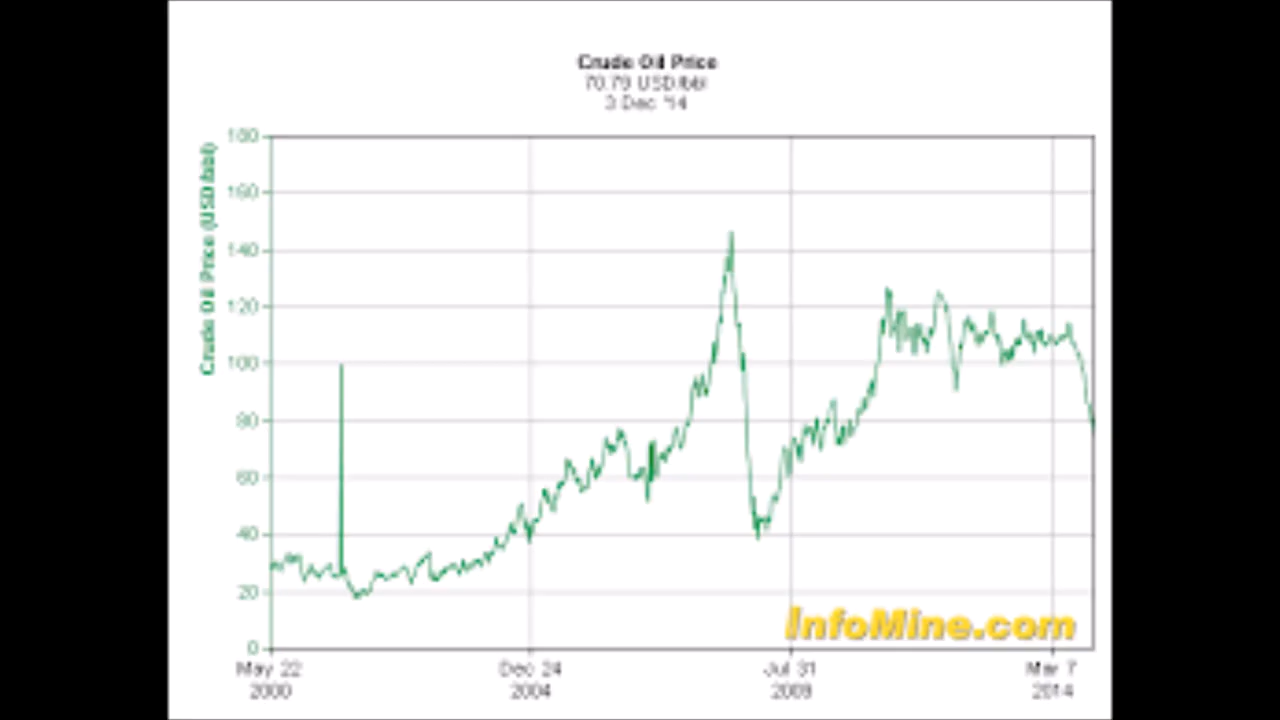 Crude Oil Price
70.79 USD/bbl
3 Dec '14
Crude Oil Price (USD/bbl)
180
160
140
120
100
80
60
40
20
0
May 22
2000
Dec 24
2004
Jul 31
2009
Mar 7
2014
InfoMine.com